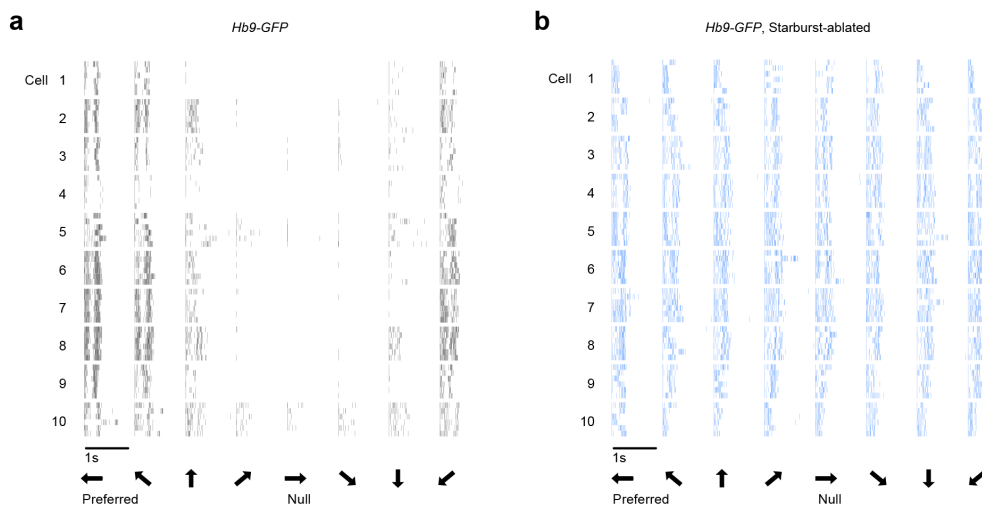 a
Hb9-GFP
Cell 1
2
3
4
5
6
7
8
9
10
1s
Preferred Null
b
Hb9-GFP, Starburst-ablated
Cell 1
2
3
4
5
6
7
8
9
10
1s
Preferred Null